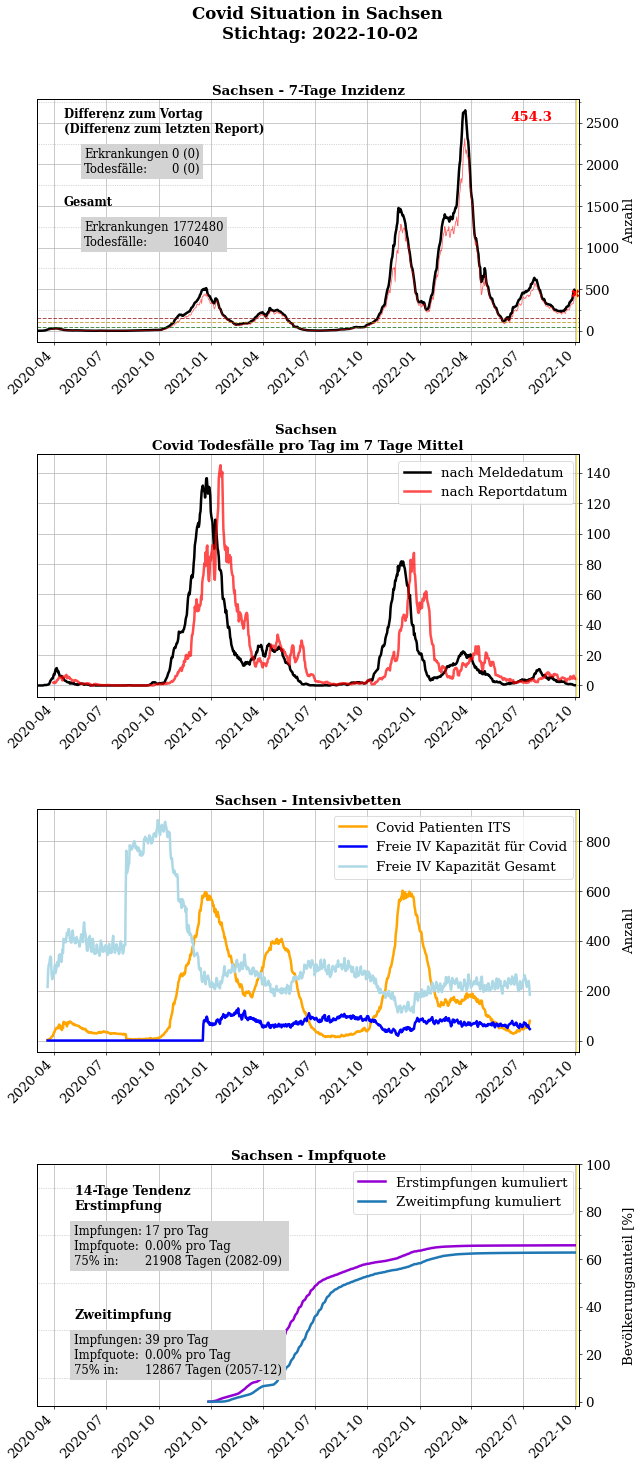 Covid Situation in Sachsen
Stichtag: 2022-10-02
Sachsen - 7-Tage Inzidenz
Differenz zum Vortag
(Differenz zum letzten Report)
Erkrankungen 0 (0)
Todesfälle: 0 (0)
Gesamt
Erkrankungen 1772480
Todesfälle: 16040
454.3
2500
2000
1500
1000
500
0
Anzahl
2020-04
2020-07
2020-10
2021-01
2021-04
2021-07
2021-10
2022-01
2022-04
2022-07
2022-10
Sachsen
Covid Todesfälle pro Tag im 7 Tage Mittel
nach Meldedatum
nach Reportdatum
140
120
100
80
60
40
20
0
2020-04
2020-07
2020-10
2021-01
2021-04
2021-07
2021-10
2022-01
2022-04
2022-07
2022-10
Sachsen - Intensivbetten
Covid Patienten ITS
Freie IV Kapazität für Covid
Freie IV Kapazität Gesamt
800
600
400
200
0
Anzahl
2020-04
2020-07
2020-10
2021-01
2021-04
2021-07
2021-10
2022-01
2022-04
2022-07
2022-10
Sachsen - Impfquote
14-Tage Tendenz
Erstimpfung
Impfungen: 17 pro Tag
Impfquote: 0.00% pro Tag
75% in: 21908 Tagen (2082-09)
Zweitimpfung
Impfungen: 39 pro Tag
Impfquote: 0.00% pro Tag
75% in: 12867 Tagen (2057-12)
Erstimpfungen kumuliert
Zweitimpfung kumuliert
100
80
60
40
20
0
Bevölkerungsanteil [%]
2020-04
2020-07
2020-10
2021-01
2021-04
2021-07
2021-10
2022-01
2022-04
2022-07
2022-10